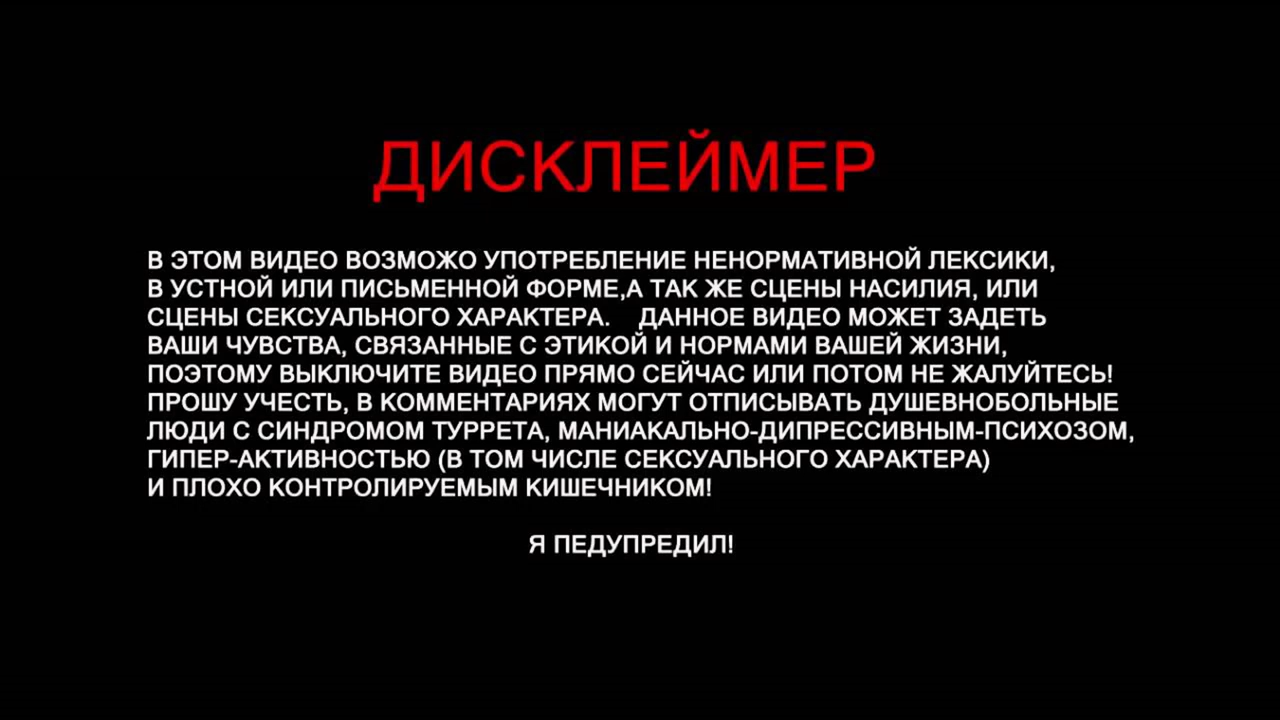 ДИСКЛЕЙМЕР
В ЭТОМ ВИДЕО ВОЗМОЖО УПОТРЕБЛЕНИЕ НЕНОРМАТИВНОЙ ЛЕКСИКИ,
В УСТНОЙ ИЛИ ПИСЬМЕННОЙ ФОРМЕ,А ТАК ЖЕ СЦЕНЫ НАСИЛИЯ, ИЛИ
СЦЕНЫ СЕКСУАЛЬНОГО ХАРАКТЕРА. ДАННОЕ ВИДЕО МОЖЕТ ЗАДЕТЬ
ВАШИ ЧУВСТВА, СВЯЗАННЫЕ С ЭТИКОЙ И НОРМАМИ ВАШЕЙ ЖИЗНИ,
ПОЭТОМУ ВЫКЛЮЧИТЕ ВИДЕО ПРЯМО СЕЙЧАС ИЛИ ПОТОМ НЕ ЖАЛУЙТЕСЬ!
ПРОШУ УЧЕСТЬ, В КОММЕНТАРИЯХ МОГУТ ОТПИСЫВАТЬ ДУШЕВНОБОЛЬНЫЕ
ЛЮДИ С СИНДРОМОМ ТУРРЕТА, МАНИАКАЛЬНО-ДИПРЕССИВНЫМ-ПСИХОЗОМ,
ГИПЕР-АКТИВНОСТЬЮ (В ТОМ ЧИСЛЕ СЕКСУАЛЬНОГО ХАРАКТЕРА)
И ПЛОХО КОНТРОЛИРУЕМЫМ КИШЕЧНИКОМ!
Я ПЕДУПРЕДИЛ!